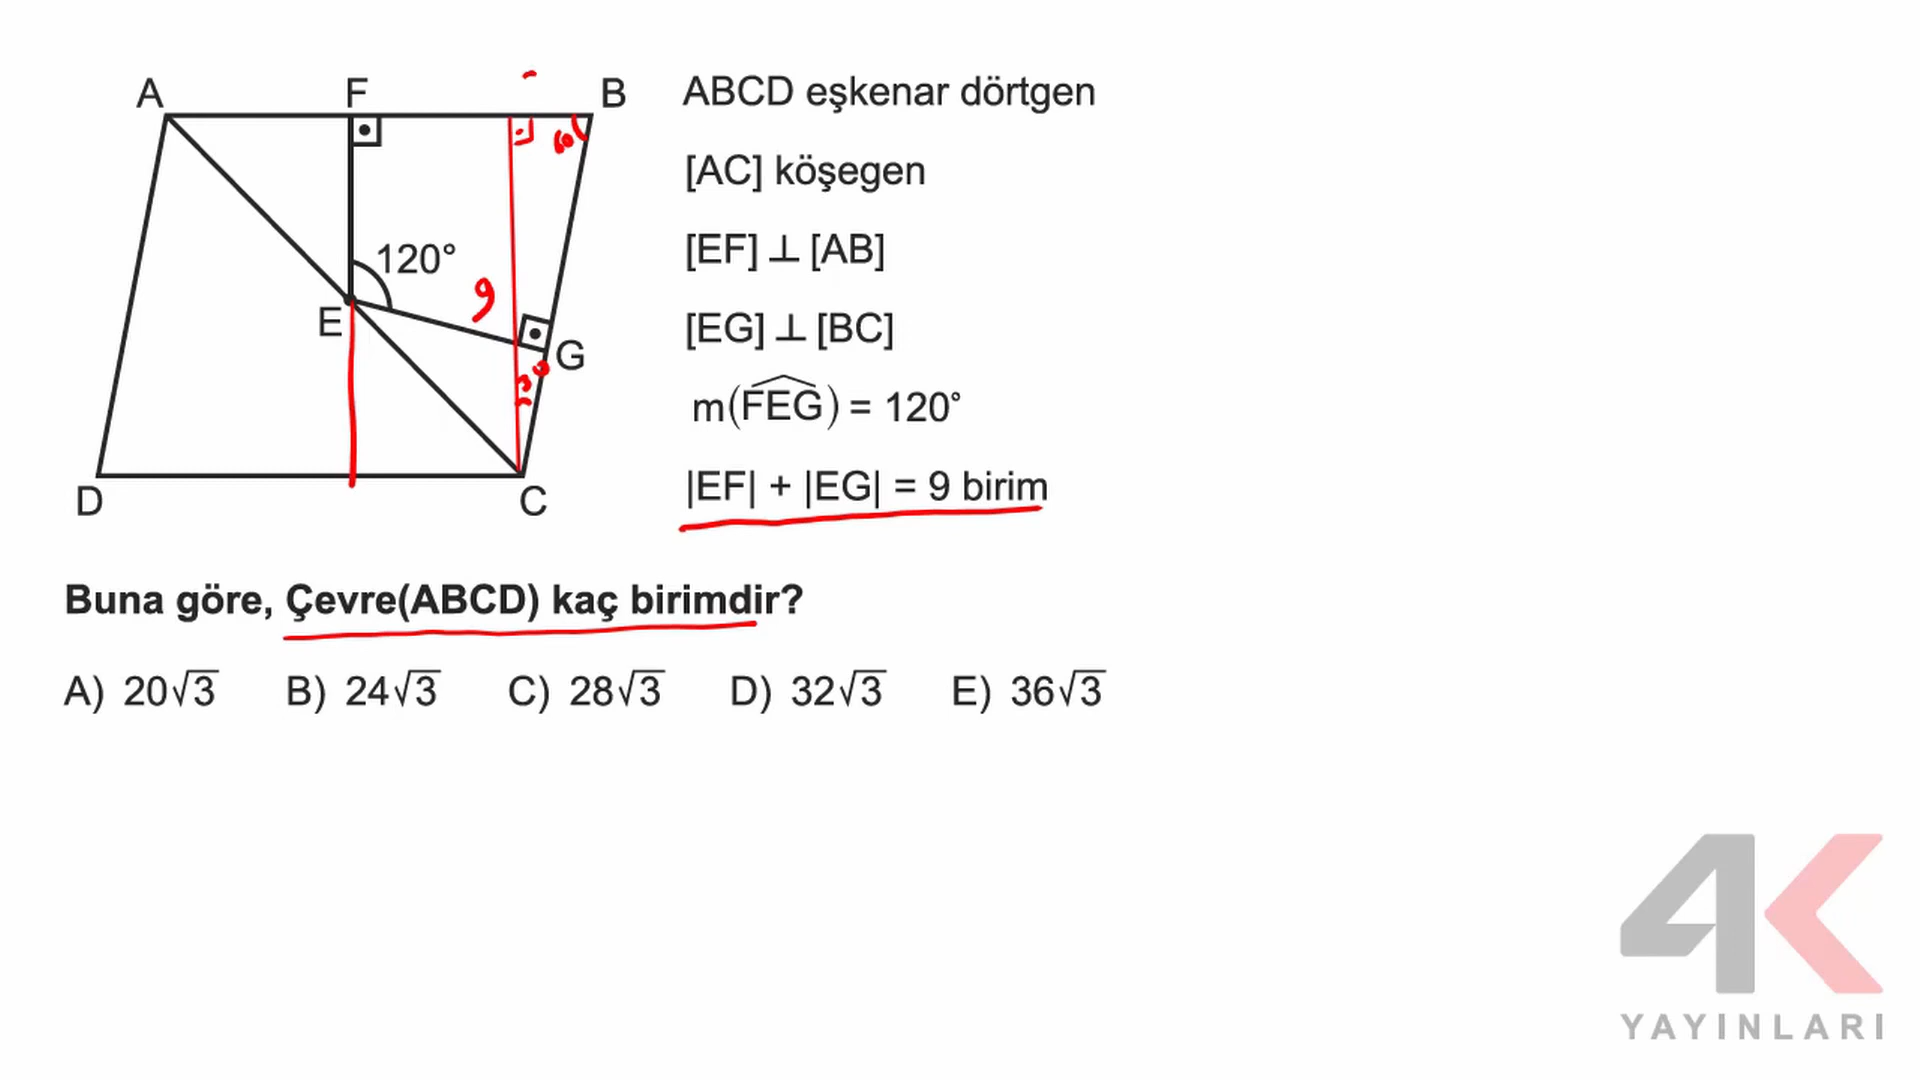 A F B
60
120°
9
E
G
30
D C
ABCD eşkenar dörtgen
[AC] köşegen
[EF] ⊥ [AB]
[EG] ⊥ [BC]
m(FEG) = 120°
|EF| + |EG| = 9 birim
Buna göre, Çevre(ABCD) kaç birimdir?
A) 20√3 B) 24√3 C) 28√3 D) 32√3 E) 36√3
4K
YAYINLARI